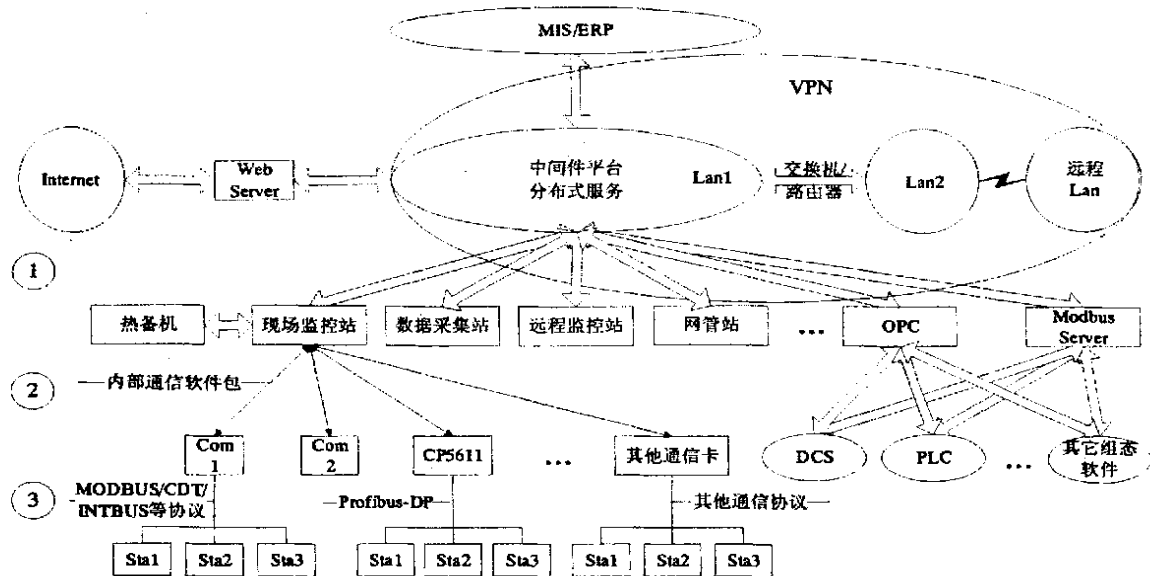 MIS/ERP
VPN
Internet
Web
Server
中间件平台
分布式服务
Lan1
交换机/
路由器
Lan2
远程
Lan
1
热备机
现场监控站
数据采集站
远程监控站
网管站
...
OPC
Modbus
Server
2
内部通信软件包
Com
1
Com
2
CP5611
...
其他通信卡
DCS
PLC
...
其它组态
软件
3
MODBUS/CDT/
INTBUS等协议
Profibus-DP
其他通信协议
Sta1
Sta2
Sta3
Sta1
Sta2
Sta3
Sta1
Sta2
Sta3